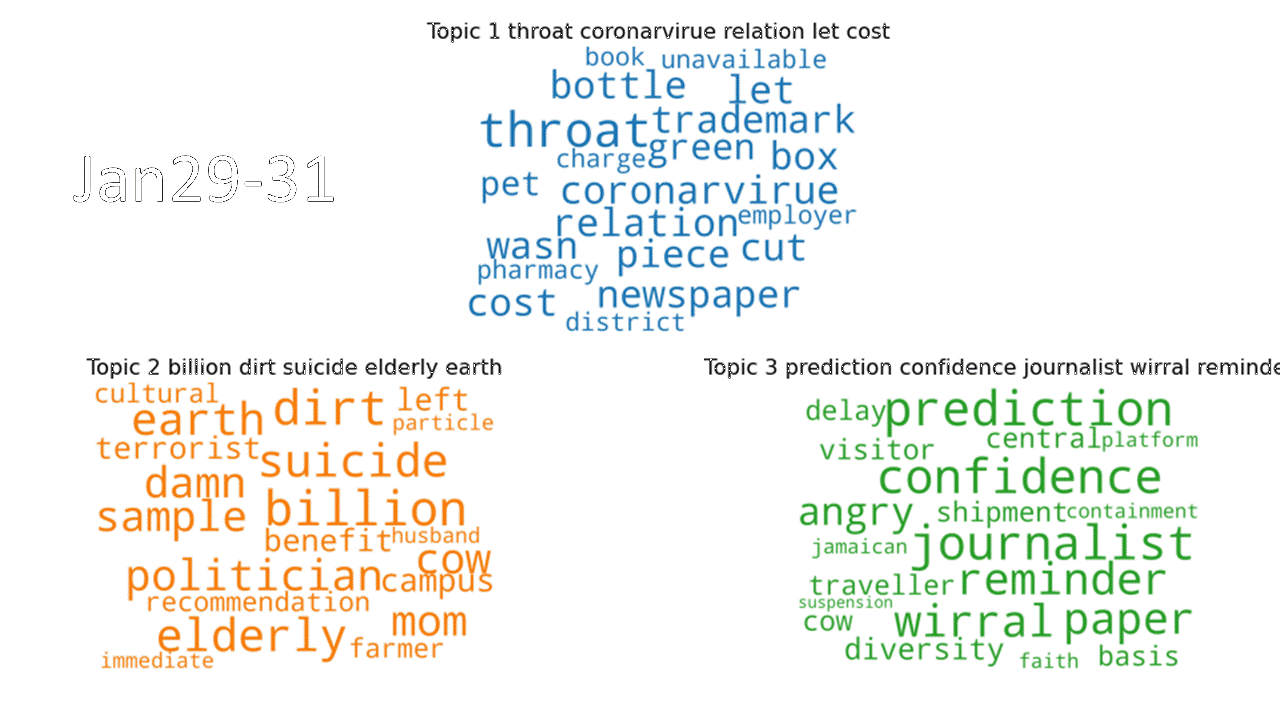 Topic 1 throat coronarvirue relation let cost
book unavailable
bottle let
throat trademark
charge green box
pet coronarvirue
relation employer
wasn piece cut
pharmacy
cost newspaper
district
Jan29-31
Topic 2 billion dirt suicide elderly earth
cultural dirt left
earth particle
terrorist suicide
damn
sample billion
benefit husband
cow
politician campus
recommendation
elderly mom
farmer
immediate
Topic 3 prediction confidence journalist wirral reminde
delay prediction
visitor central platform
confidence
angry shipment containment
jamaican journalist
traveller reminder
suspension
cow wirral paper
diversity faith basis